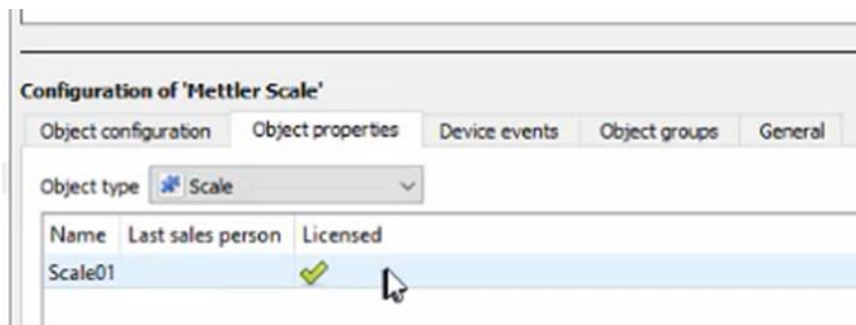 Configuration of 'Mettler Scale'
Object configuration Object properties Device events Object groups General
Object type Scale
Name Last sales person Licensed
Scale01